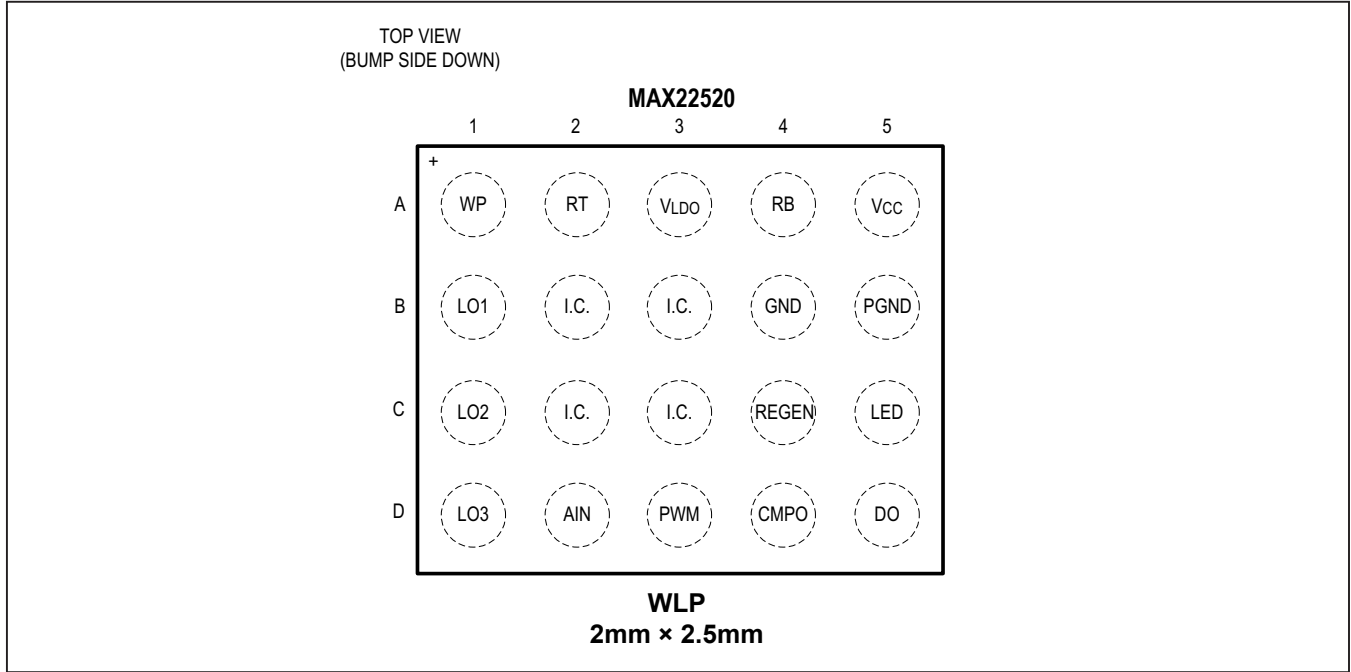 TOP VIEW
(BUMP SIDE DOWN)
MAX22520
1 2 3 4 5
+
A WP RT VLDO RB VCC
B LO1 I.C. I.C. GND PGND
C LO2 I.C. I.C. REGEN LED
D LO3 AIN PWM CMPO DO
WLP
2mm × 2.5mm